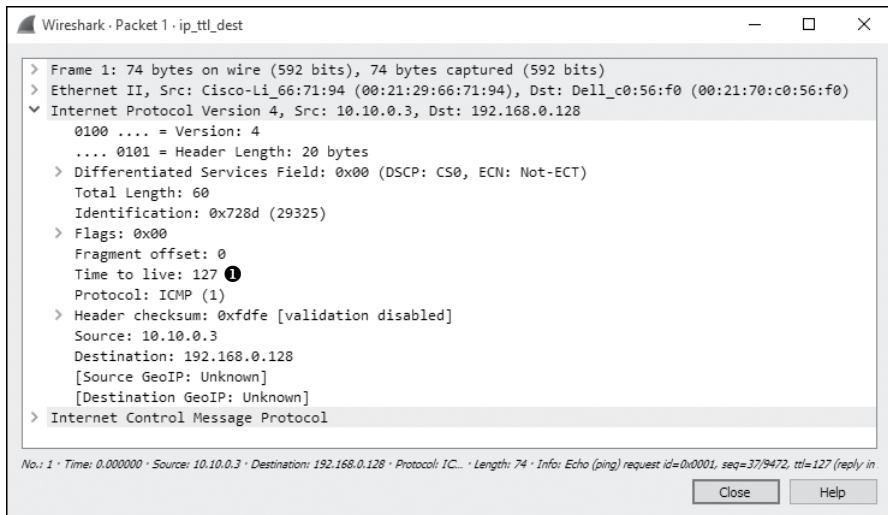 Wireshark · Packet 1 · ip_ttl_dest
Frame 1: 74 bytes on wire (592 bits), 74 bytes captured (592 bits)
Ethernet II, Src: Cisco-Li_66:71:94 (00:21:29:66:71:94), Dst: Dell_c0:56:f0 (00:21:70:c0:56:f0)
Internet Protocol Version 4, Src: 10.10.0.3, Dst: 192.168.0.128
0100 .... = Version: 4
.... 0101 = Header Length: 20 bytes
Differentiated Services Field: 0x00 (DSCP: CS0, ECN: Not-ECT)
Total Length: 60
Identification: 0x728d (29325)
Flags: 0x00
Fragment offset: 0
Time to live: 127 ❶
Protocol: ICMP (1)
Header checksum: 0xfdfe [validation disabled]
Source: 10.10.0.3
Destination: 192.168.0.128
[Source GeoIP: Unknown]
[Destination GeoIP: Unknown]
Internet Control Message Protocol
No.: 1 · Time: 0.000000 · Source: 10.10.0.3 · Destination: 192.168.0.128 · Protocol: IC... · Length: 74 · Info: Echo (ping) request id=0x0001, seq=37/9472, ttl=127 (reply in
Close Help